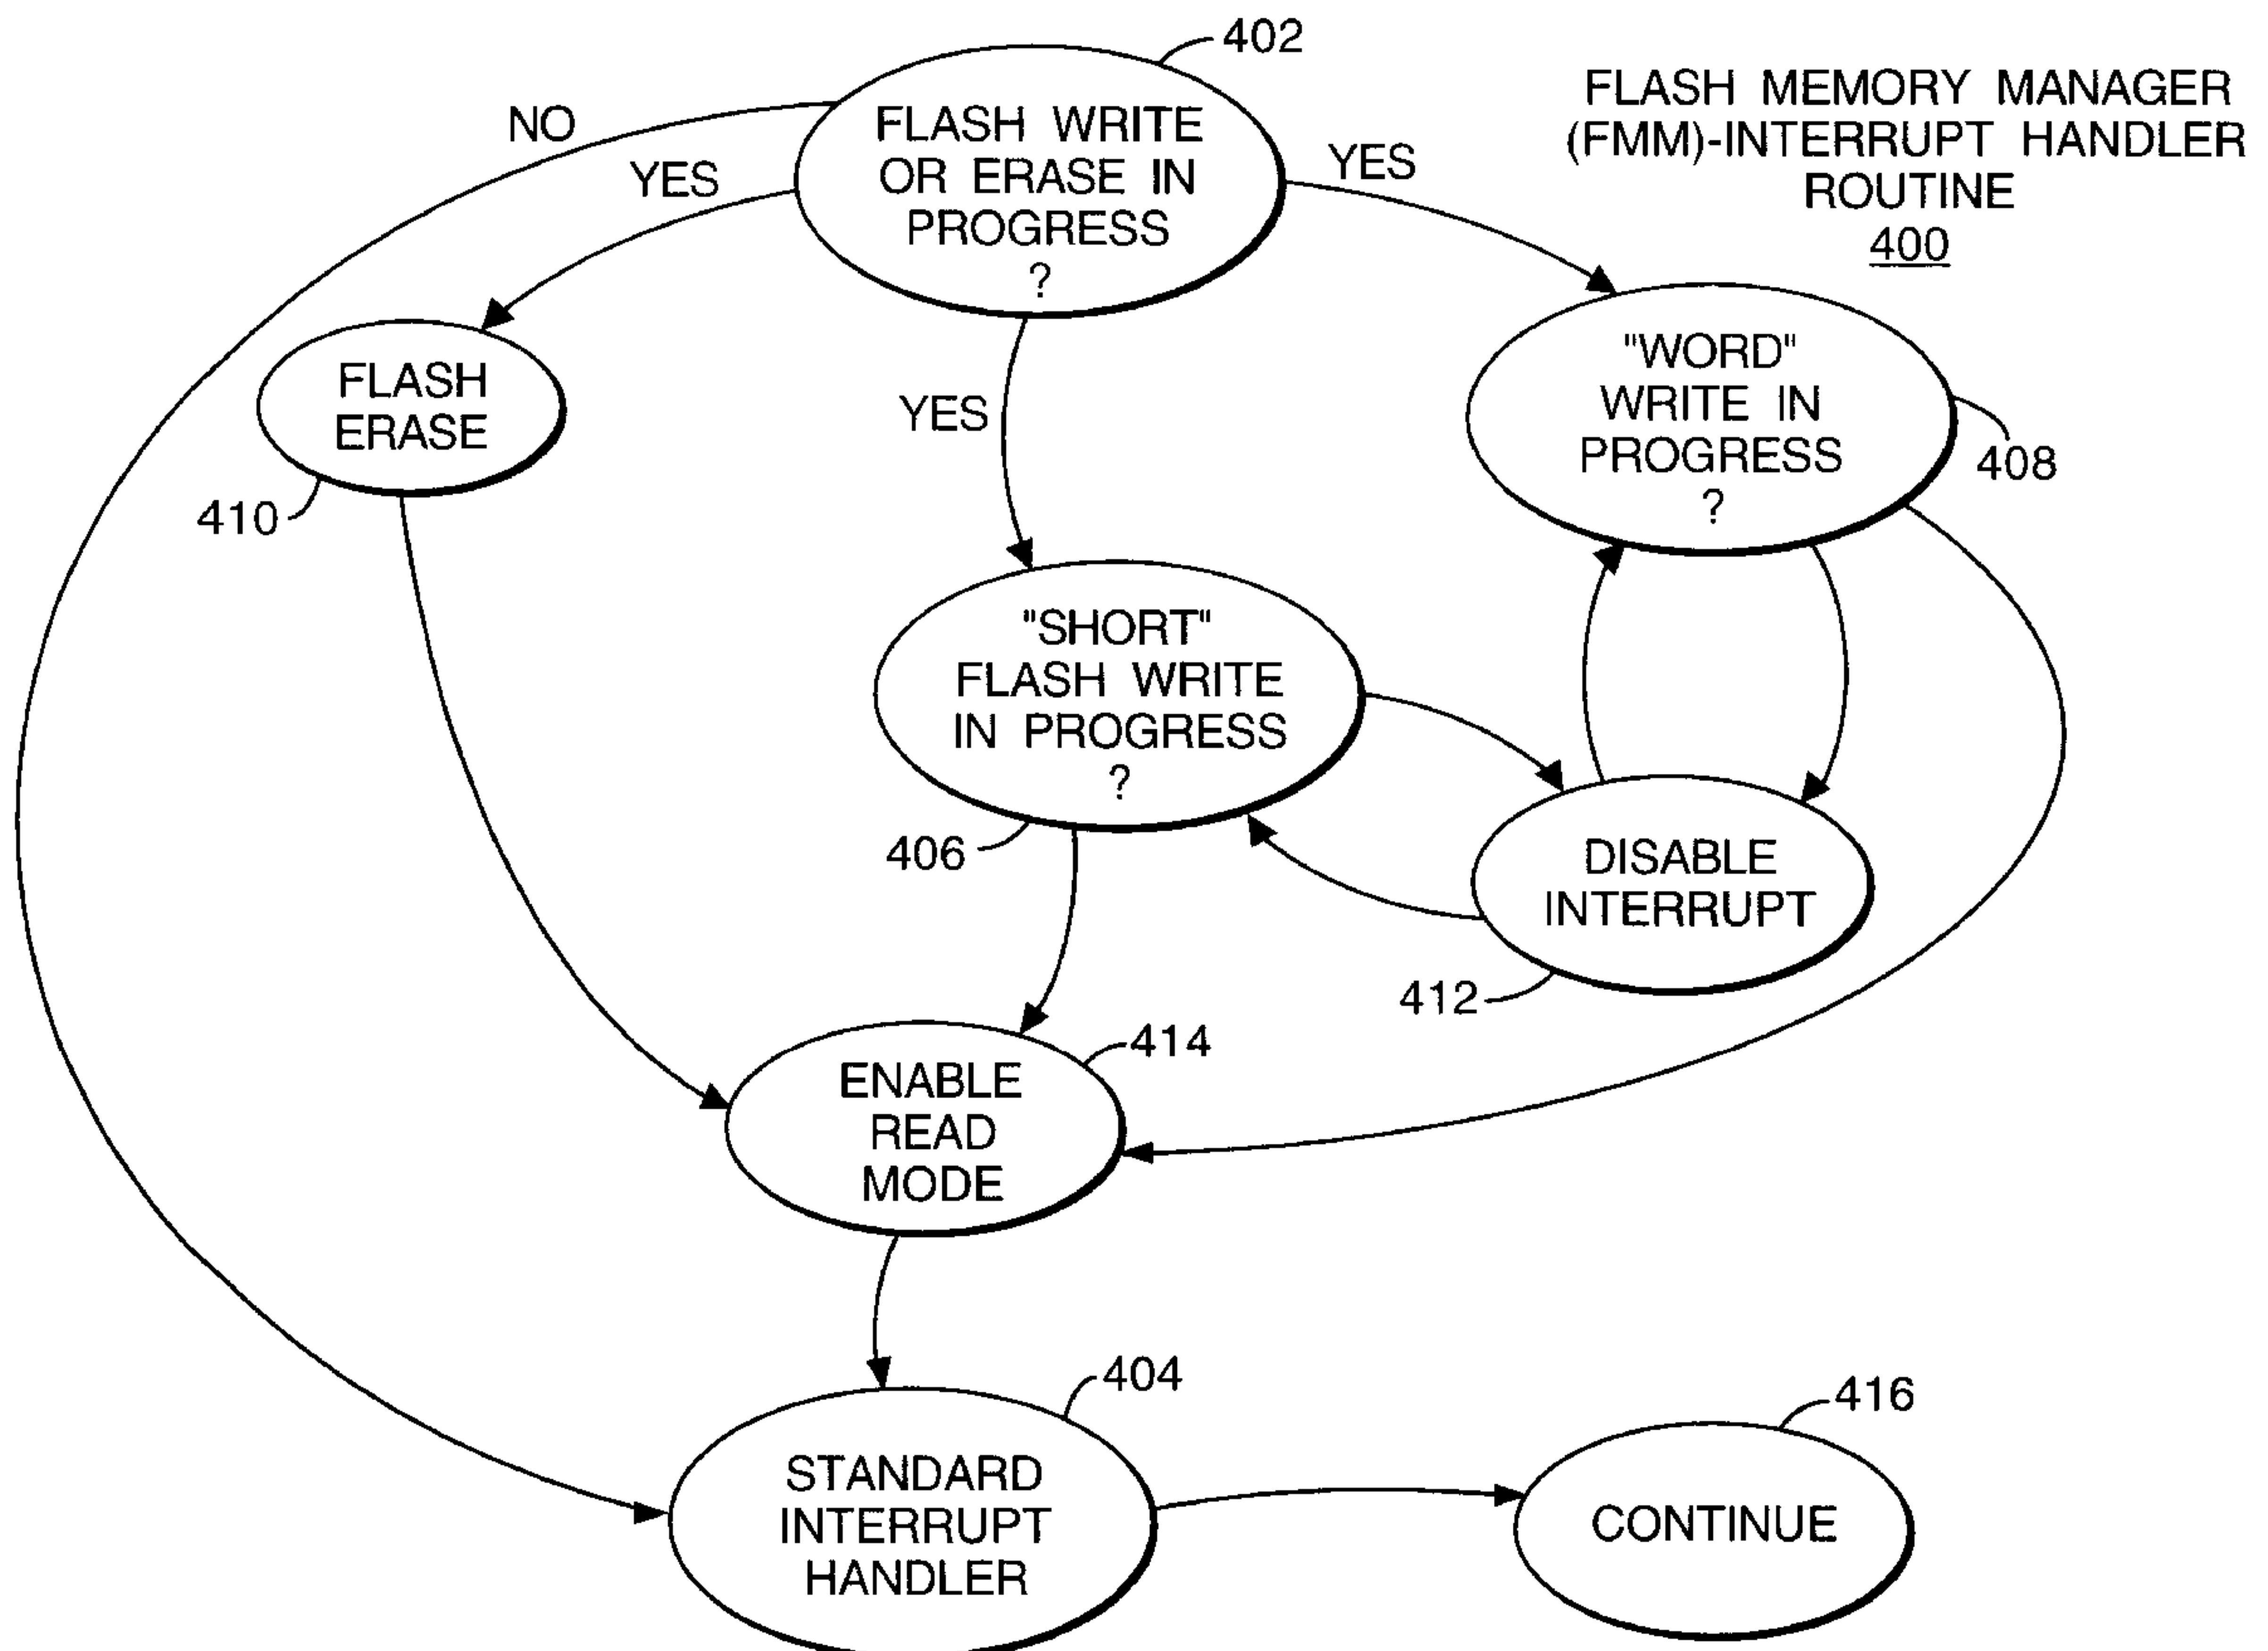 402
FLASH MEMORY MANAGER
(FMM)-INTERRUPT HANDLER
ROUTINE
400
NO
YES
YES
FLASH WRITE
OR ERASE IN
PROGRESS
?
YES
FLASH
ERASE
410
"WORD"
WRITE IN
PROGRESS
?
408
"SHORT"
FLASH WRITE
IN PROGRESS
?
406
DISABLE
INTERRUPT
412
414
ENABLE
READ
MODE
404
STANDARD
INTERRUPT
HANDLER
416
CONTINUE